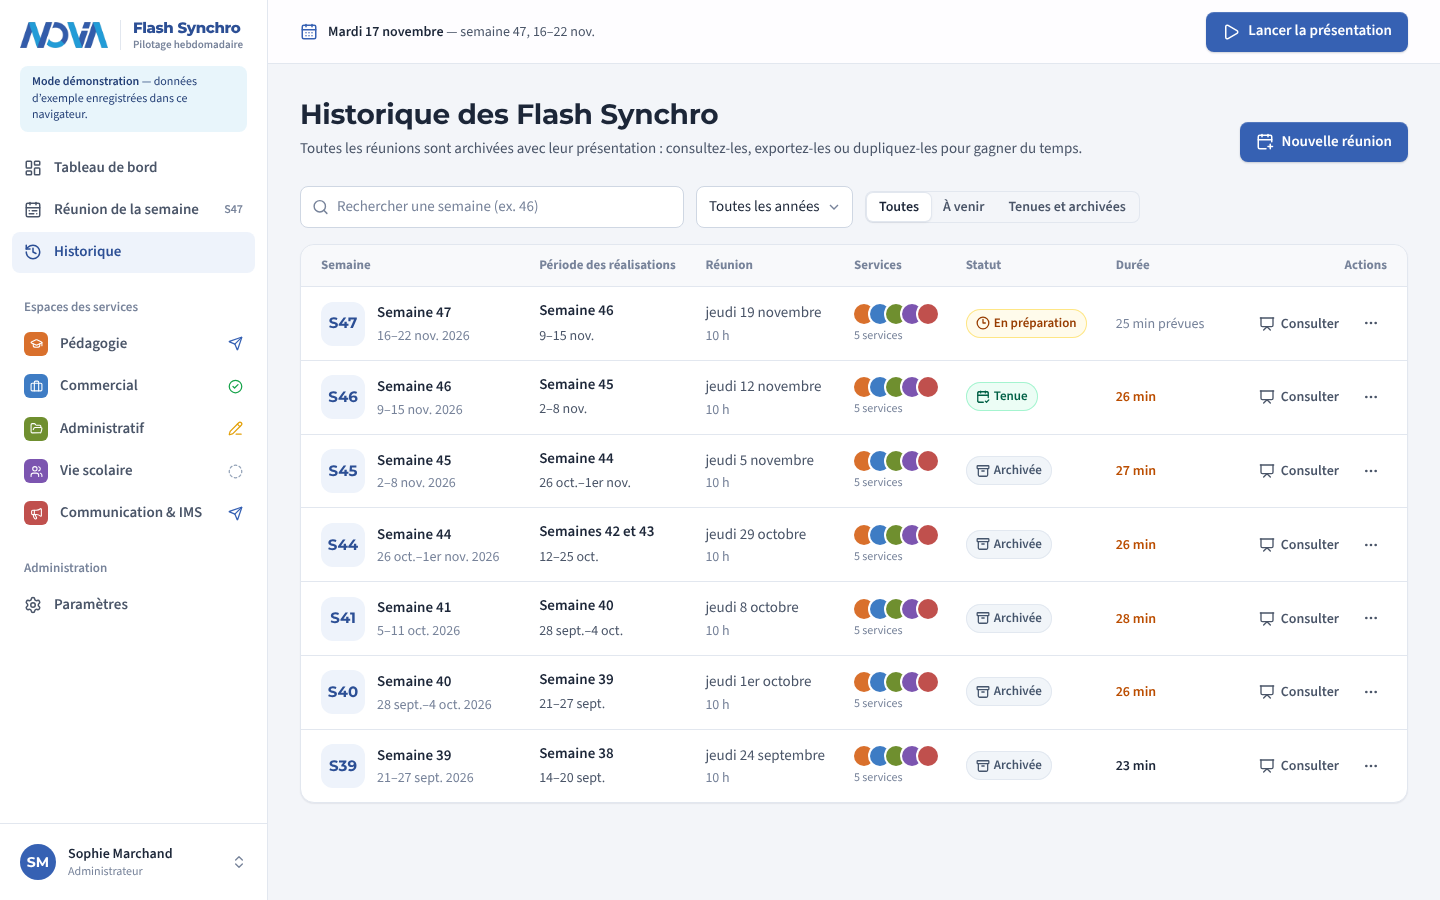 NOVIA
Flash Synchro
Pilotage hebdomadaire
Mode démonstration — données
d’exemple enregistrées dans ce
navigateur.
Tableau de bord
Réunion de la semaine S47
Historique
Espaces des services
Pédagogie
Commercial
Administratif
Vie scolaire
Communication & IMS
Administration
Paramètres
SM
Sophie Marchand
Administrateur
Mardi 17 novembre — semaine 47, 16–22 nov.
Lancer la présentation
Historique des Flash Synchro
Toutes les réunions sont archivées avec leur présentation : consultez-les, exportez-les ou dupliquez-les pour gagner du temps.
Nouvelle réunion
Rechercher une semaine (ex. 46)
Toutes les années
Toutes
À venir
Tenues et archivées
Semaine Période des réalisations Réunion Services Statut Durée Actions
S47 Semaine 47 Semaine 46 jeudi 19 novembre En préparation 25 min prévues Consulter
16–22 nov. 2026 9–15 nov. 10 h 5 services
S46 Semaine 46 Semaine 45 jeudi 12 novembre Tenue 26 min Consulter
9–15 nov. 2026 2–8 nov. 10 h 5 services
S45 Semaine 45 Semaine 44 jeudi 5 novembre Archivée 27 min Consulter
2–8 nov. 2026 26 oct.–1er nov. 10 h 5 services
S44 Semaine 44 Semaines 42 et 43 jeudi 29 octobre Archivée 26 min Consulter
26 oct.–1er nov. 2026 12–25 oct. 10 h 5 services
S41 Semaine 41 Semaine 40 jeudi 8 octobre Archivée 28 min Consulter
5–11 oct. 2026 28 sept.–4 oct. 10 h 5 services
S40 Semaine 40 Semaine 39 jeudi 1er octobre Archivée 26 min Consulter
28 sept.–4 oct. 2026 21–27 sept. 10 h 5 services
S39 Semaine 39 Semaine 38 jeudi 24 septembre Archivée 23 min Consulter
21–27 sept. 2026 14–20 sept. 10 h 5 services